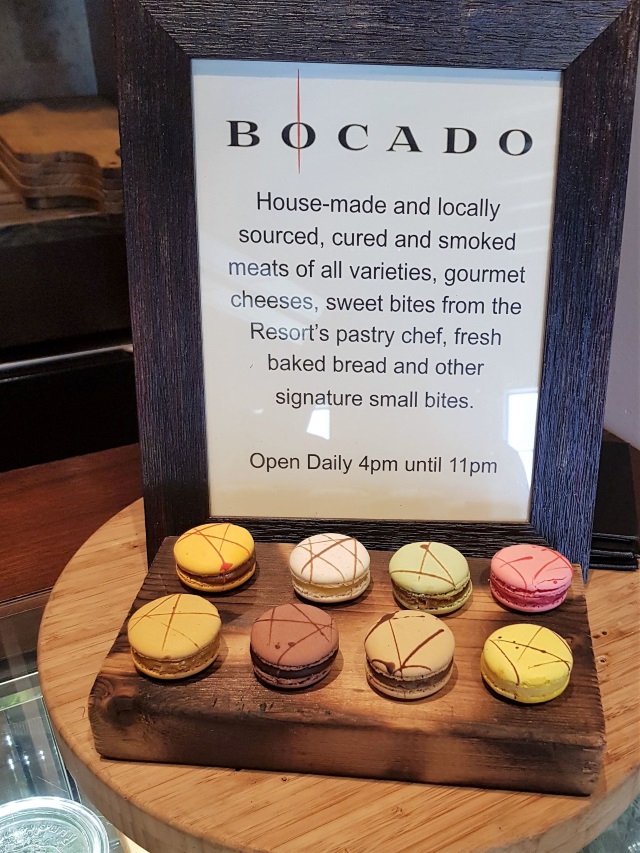 BOCADO
House-made and locally
sourced, cured and smoked
meats of all varieties, gourmet
cheeses, sweet bites from the
Resort's pastry chef, fresh
baked bread and other
signature small bites.
Open Daily 4pm until 11pm